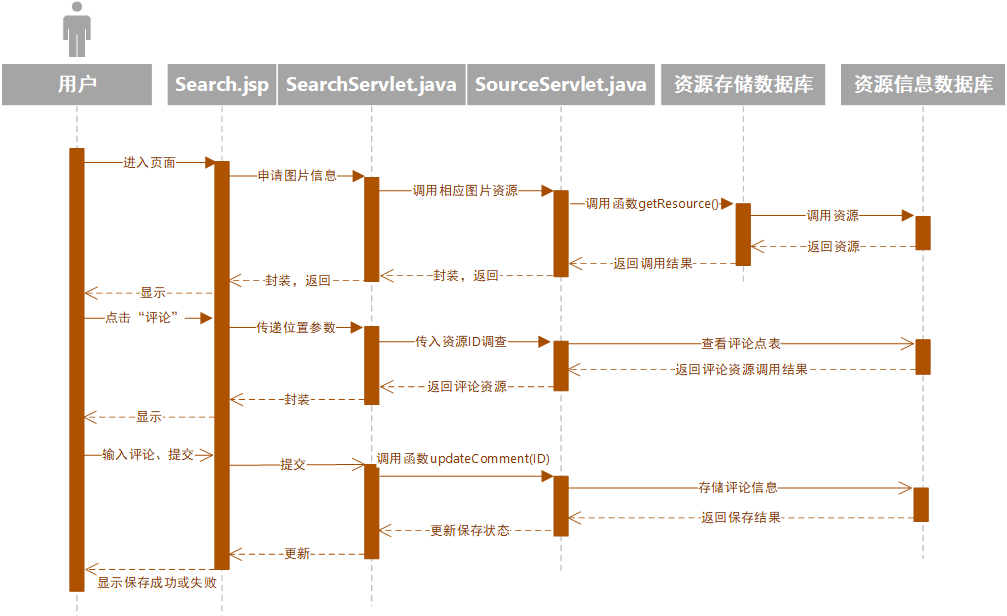 用户
Search.jsp
SearchServlet.java
SourceServlet.java
资源存储数据库
资源信息数据库
进入页面
申请图片信息
调用相应图片资源
调用函数getResource()
调用资源
返回资源
返回调用结果
封装，返回
封装，返回
显示
点击“评论”
传递位置参数
传入资源ID调查
查看评论点表
返回评论资源调用结果
返回评论资源
封装
显示
输入评论、提交
提交
调用函数updateComment(ID)
存储评论信息
返回保存结果
更新保存状态
更新
显示保存成功或失败